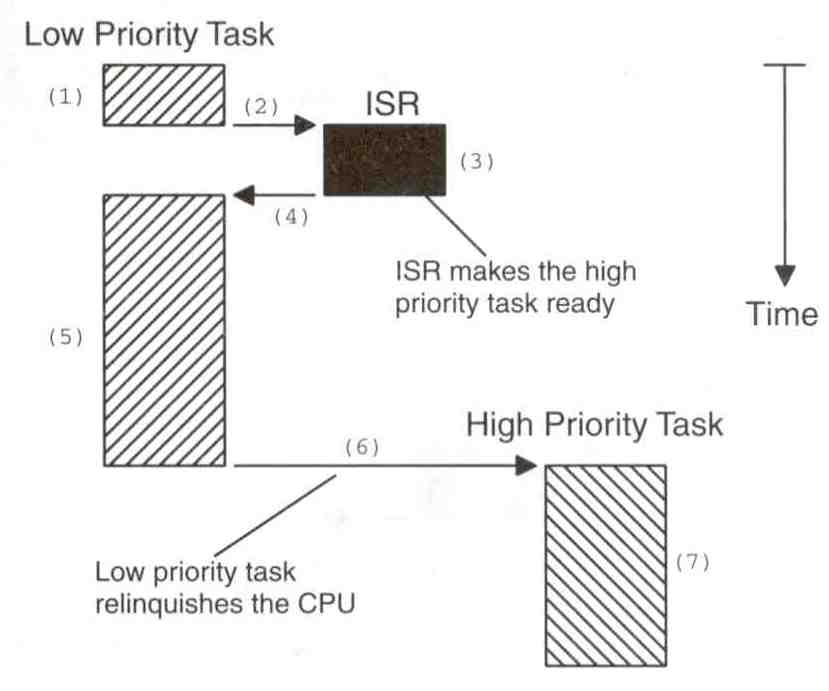 Low Priority Task
(1)
(2)
ISR
(3)
(4)
ISR makes the high
priority task ready
Time
(5)
High Priority Task
(6)
Low priority task
relinquishes the CPU
(7)